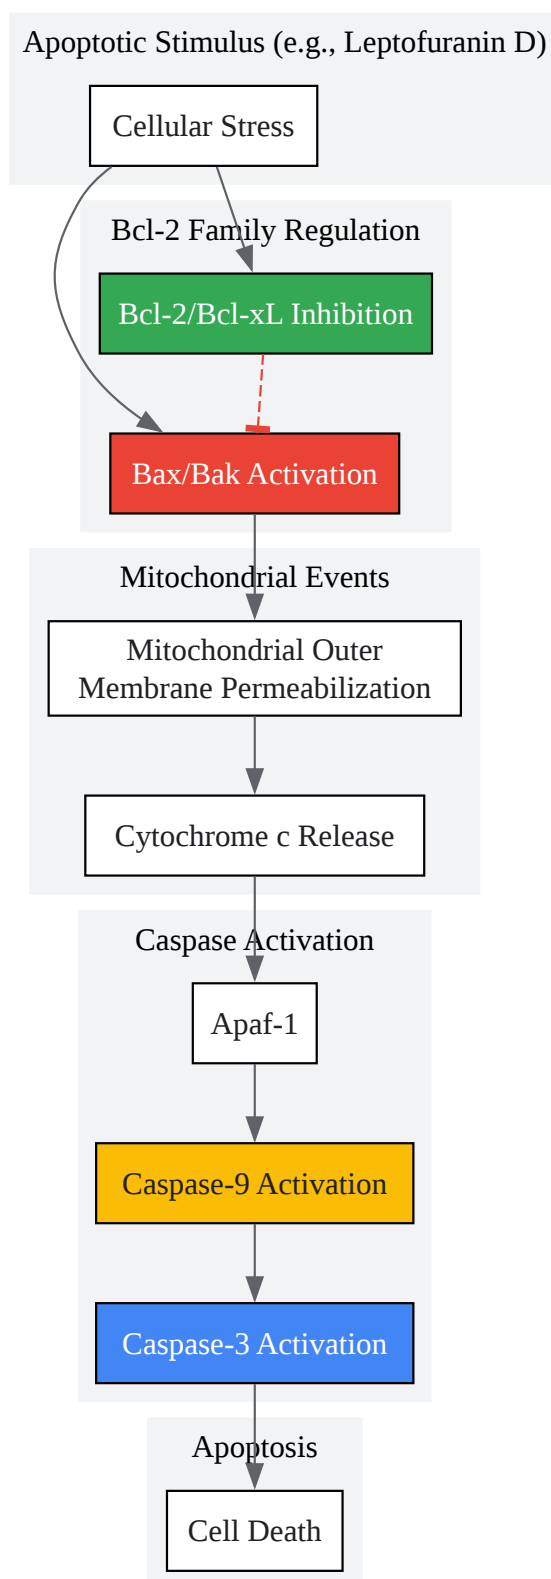 Apoptotic Stimulus (e.g., Leptofuranin D)
Cellular Stress
Bcl-2 Family Regulation
Bcl-2/Bcl-xL Inhibition
Bax/Bak Activation
Mitochondrial Events
Mitochondrial Outer
Membrane Permeabilization
Cytochrome c Release
Caspase Activation
Apaf-1
Caspase-9 Activation
Caspase-3 Activation
Apoptosis
Cell Death